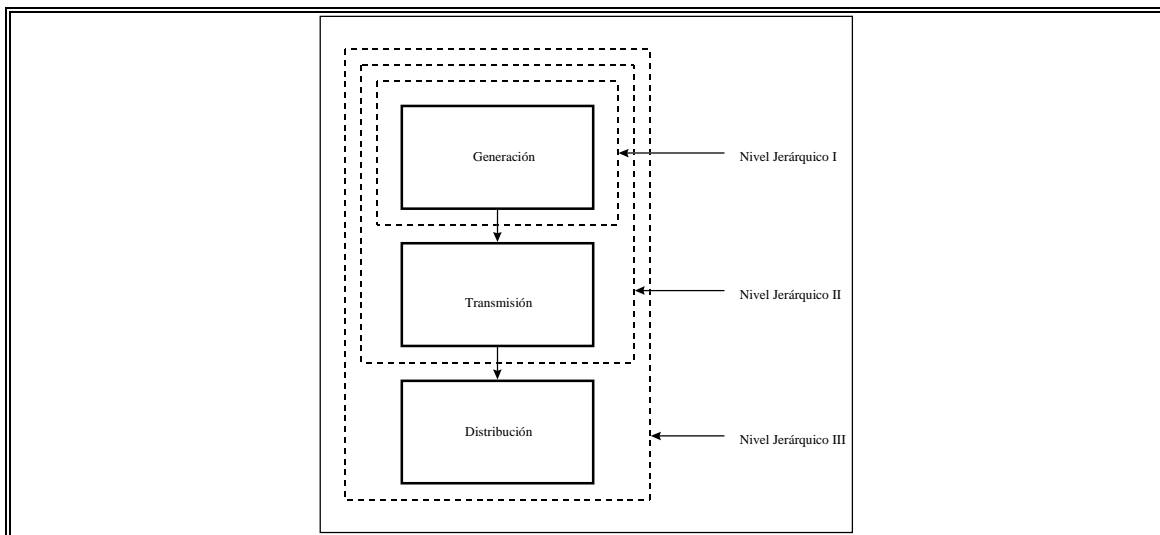 Generación
Nivel Jerárquico I
Transmisión
Nivel Jerárquico II
Distribución
Nivel Jerárquico III